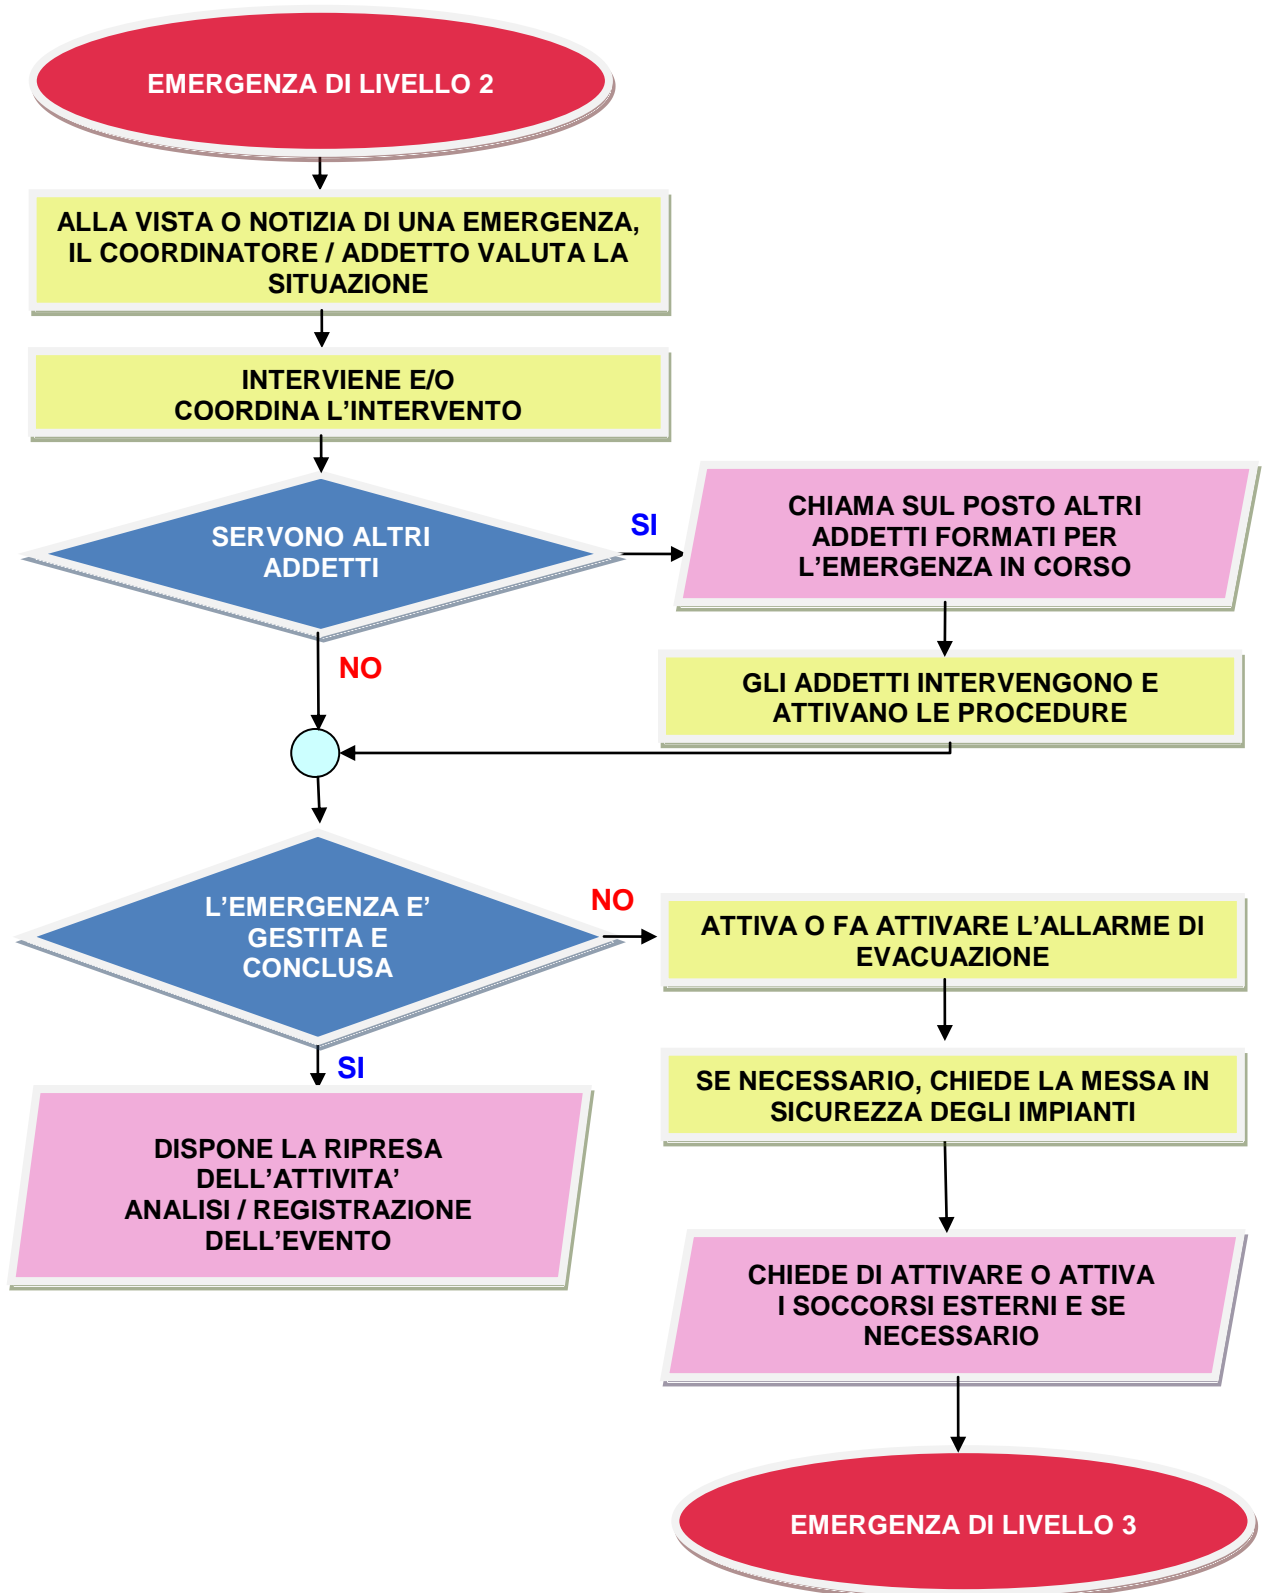 EMERGENZA DI LIVELLO 2
ALLA VISTA O NOTIZIA DI UNA EMERGENZA,
IL COORDINATORE / ADDETTO VALUTA LA
SITUAZIONE
INTERVIENE E/O
COORDINA L’INTERVENTO
SERVONO ALTRI
ADDETTI
SI
CHIAMA SUL POSTO ALTRI
ADDETTI FORMATI PER
L’EMERGENZA IN CORSO
NO
GLI ADDETTI INTERVENGONO E
ATTIVANO LE PROCEDURE
L’EMERGENZA E’
GESTITA E
CONCLUSA
NO
ATTIVA O FA ATTIVARE L’ALLARME DI
EVACUAZIONE
SI
SE NECESSARIO, CHIEDE LA MESSA IN
SICUREZZA DEGLI IMPIANTI
DISPONE LA RIPRESA
DELL’ATTIVITA’
ANALISI / REGISTRAZIONE
DELL’EVENTO
CHIEDE DI ATTIVARE O ATTIVA
I SOCCORSI ESTERNI E SE
NECESSARIO
EMERGENZA DI LIVELLO 3